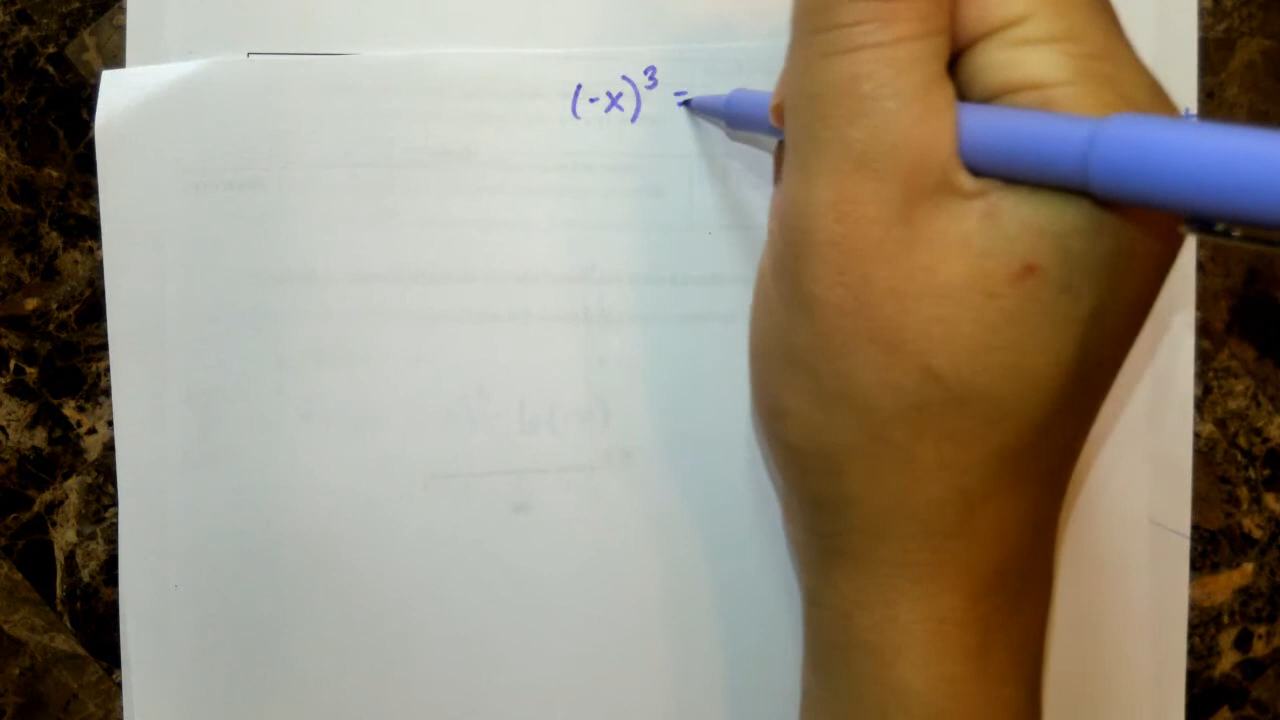 (-x)³ =